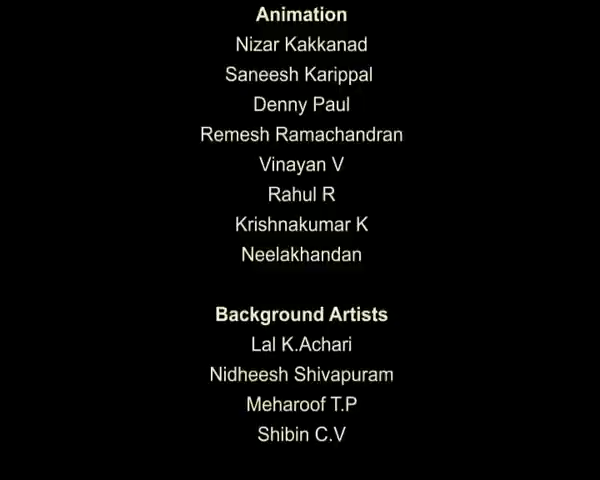 Animation
Nizar Kakkanad
Saneesh Karippal
Denny Paul
Remesh Ramachandran
Vinayan V
Rahul R
Krishnakumar K
Neelakhandan
Background Artists
Lal K.Achari
Nidheesh Shivapuram
Meharoof T.P
Shibin C.V